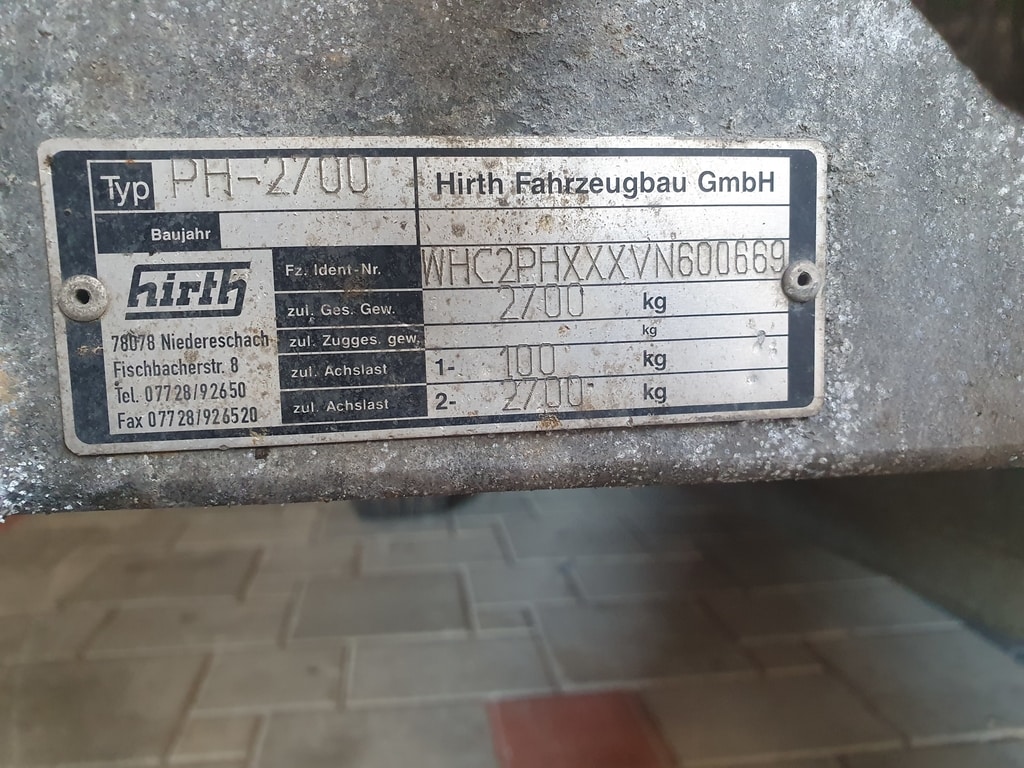 Typ PH-2700 Hirth Fahrzeugbau GmbH
Baujahr
hirth
78078 Niedereschach
Fischbacherstr. 8
Tel. 07728/92650
Fax 07728/926520
Fz. Ident-Nr. WHC2PHXXXVN600669
zul. Ges. Gew. 2700 kg
zul. Zugges. gew. kg
zul. Achslast 1- 100 kg
zul. Achslast 2- 2700 kg